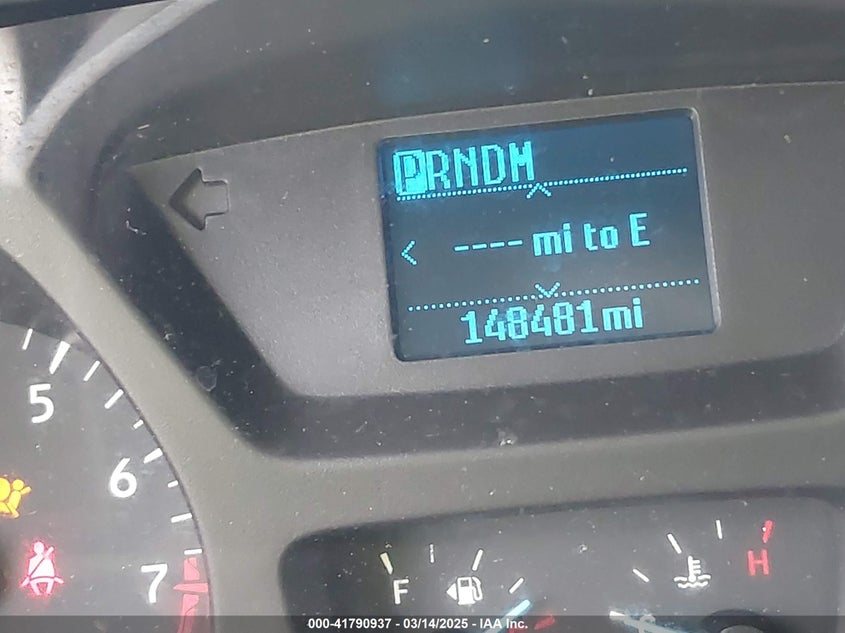 PRNDM
< ---- mi to E
148481mi
5
6
7
F
H
000-41790937 - 03/14/2025 - IAA Inc.